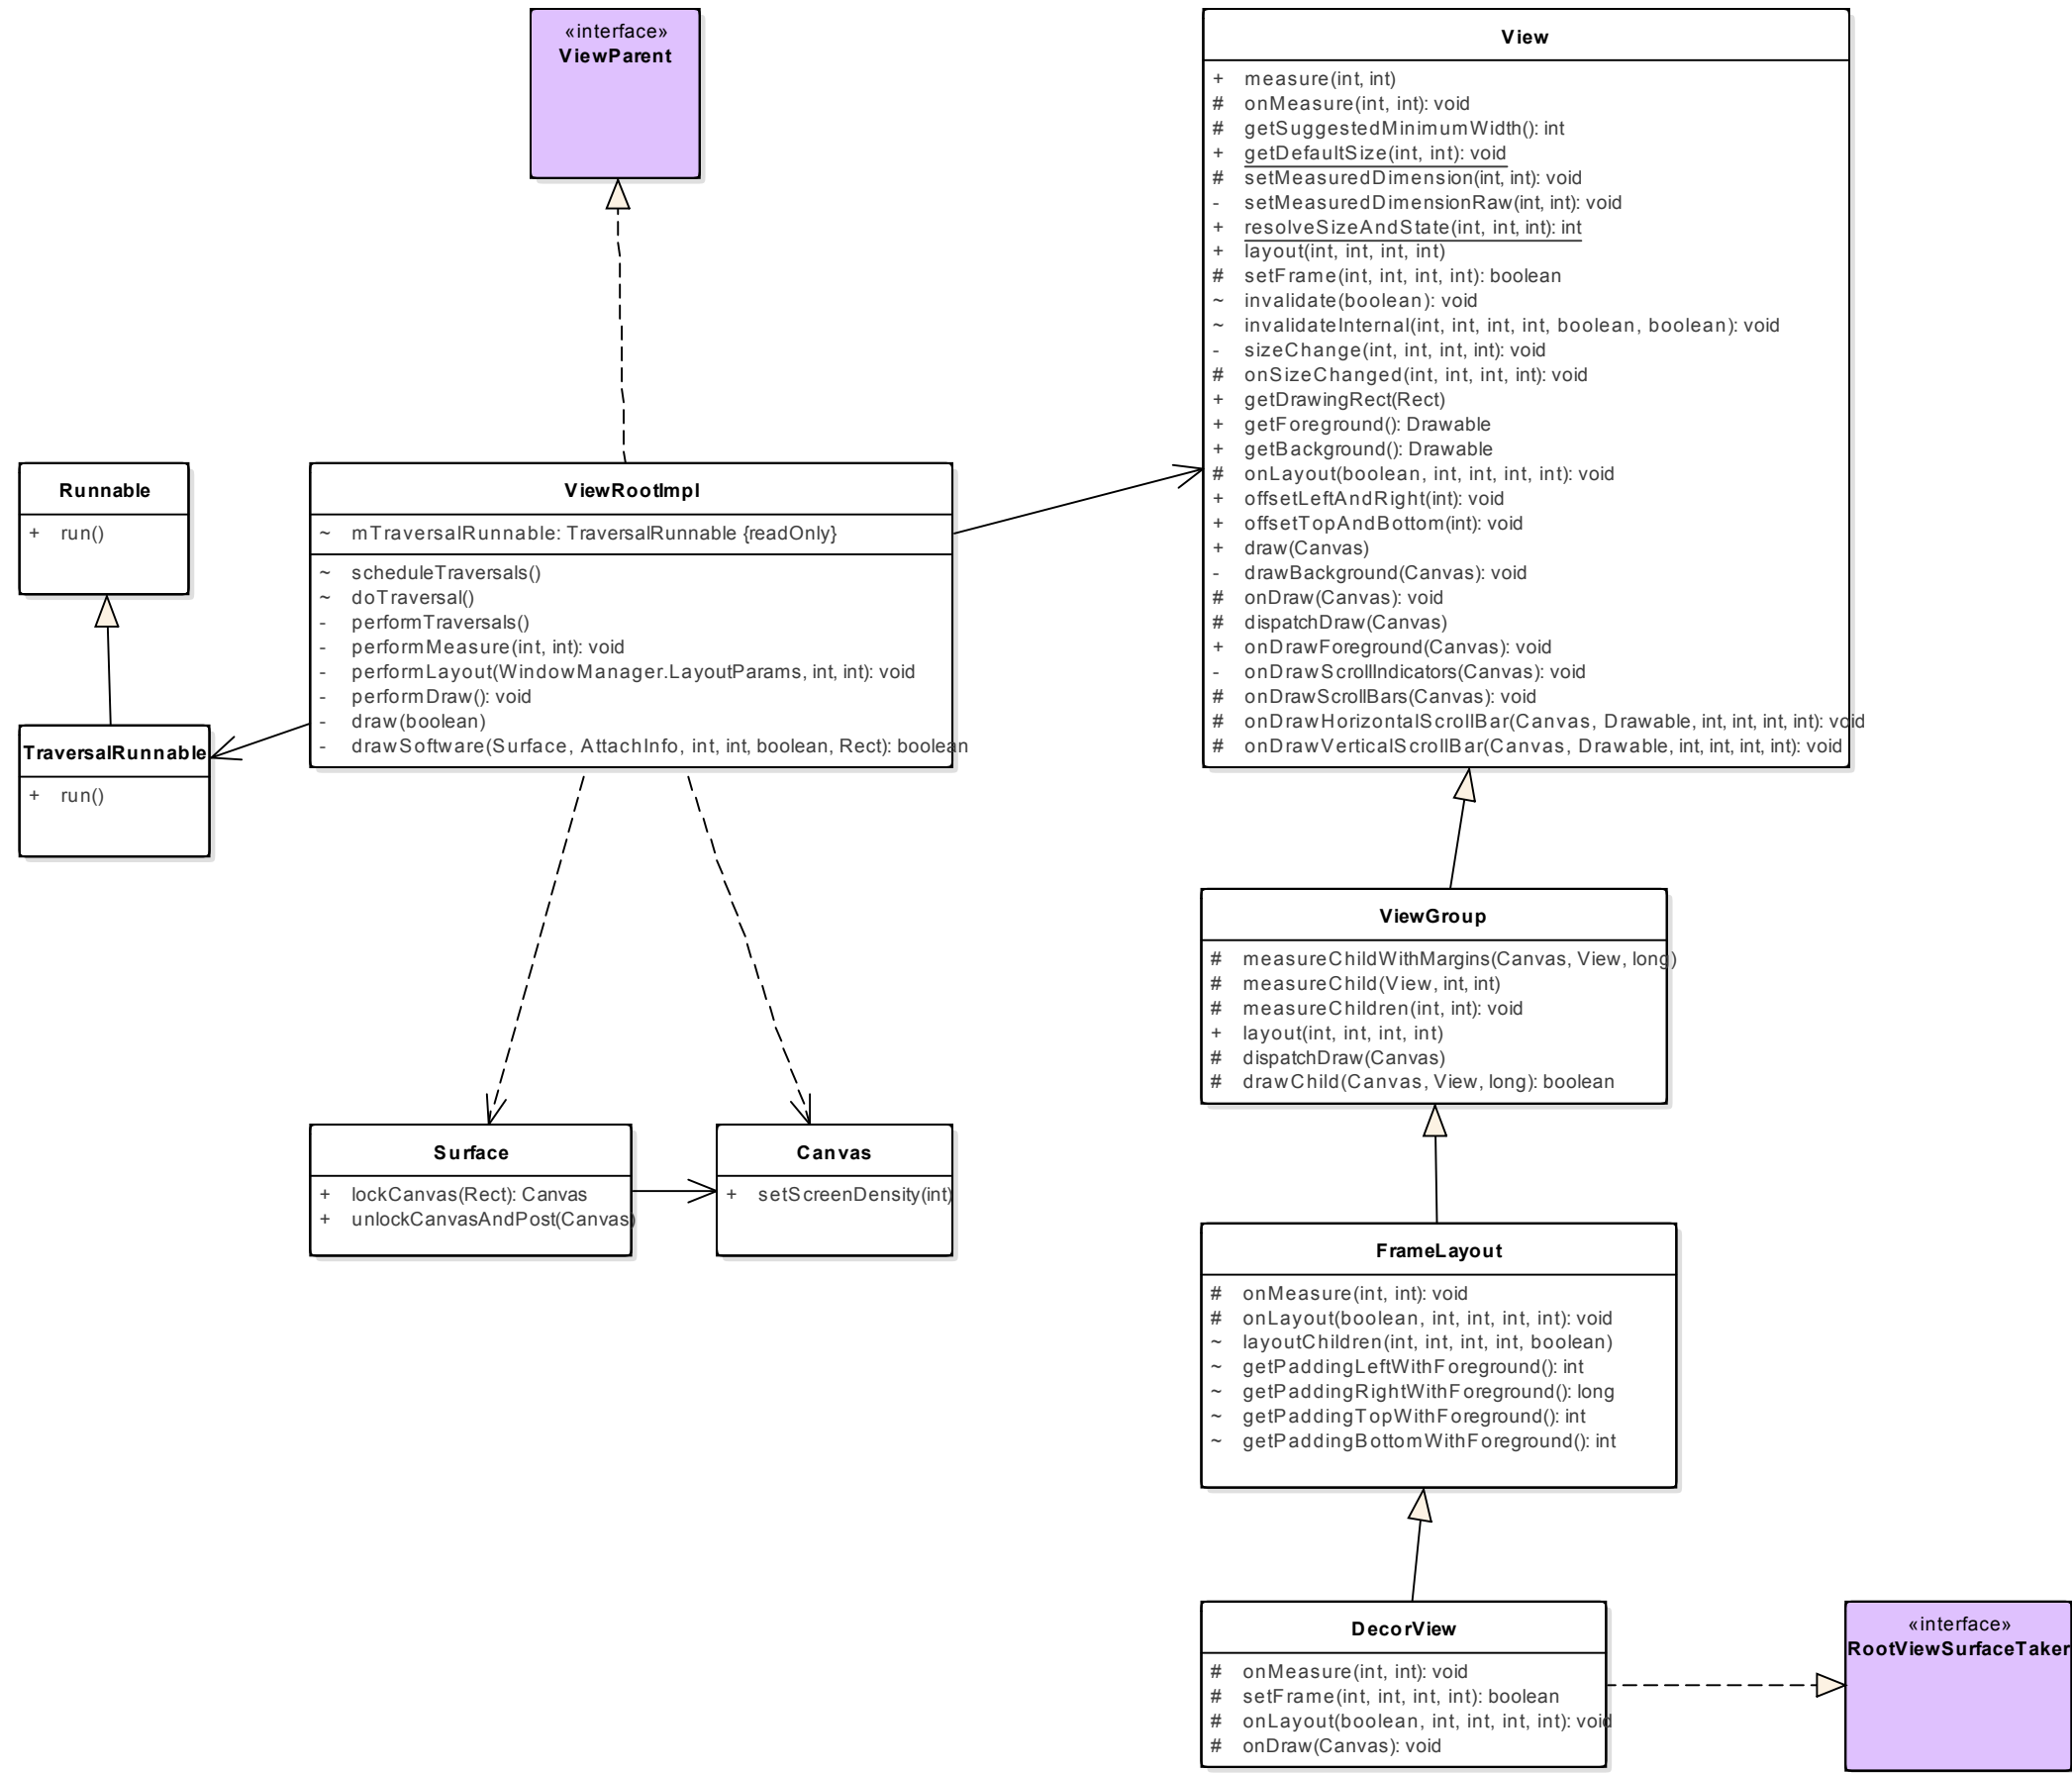 «interface»
ViewParent
View
+ measure(int, int)
# onMeasure(int, int): void
# getSuggestedMinimumWidth(): int
+ getDefaultSize(int, int): void
# setMeasuredDimension(int, int): void
- setMeasuredDimensionRaw(int, int): void
+ resolveSizeAndState(int, int, int): int
+ layout(int, int, int, int)
# setFrame(int, int, int, int): boolean
~ invalidate(boolean): void
~ invalidateInternal(int, int, int, int, boolean, boolean): void
- sizeChange(int, int, int, int): void
# onSizeChanged(int, int, int, int): void
+ getDrawingRect(Rect)
+ getForeground(): Drawable
+ getBackground(): Drawable
# onLayout(boolean, int, int, int, int): void
+ offsetLeftAndRight(int): void
+ offsetTopAndBottom(int): void
+ draw(Canvas)
- drawBackground(Canvas): void
# onDraw(Canvas): void
# dispatchDraw(Canvas)
+ onDrawForeground(Canvas): void
- onDrawScrollIndicators(Canvas): void
# onDrawScrollBars(Canvas): void
# onDrawHorizontalScrollBar(Canvas, Drawable, int, int, int, int): void
# onDrawVerticalScrollBar(Canvas, Drawable, int, int, int, int): void
Runnable
+ run()
ViewRootImpl
~ mTraversalRunnable: TraversalRunnable {readOnly}
~ scheduleTraversals()
~ doTraversal()
- performTraversals()
- performMeasure(int, int): void
- performLayout(WindowManager.LayoutParams, int, int): void
- performDraw(): void
- draw(boolean)
- drawSoftware(Surface, AttachInfo, int, int, boolean, Rect): boolean
TraversalRunnable
+ run()
ViewGroup
# measureChildWithMargins(Canvas, View, long)
# measureChild(View, int, int)
# measureChildren(int, int): void
+ layout(int, int, int, int)
# dispatchDraw(Canvas)
# drawChild(Canvas, View, long): boolean
Surface
+ lockCanvas(Rect): Canvas
+ unlockCanvasAndPost(Canvas)
Canvas
+ setScreenDensity(int)
FrameLayout
# onMeasure(int, int): void
# onLayout(boolean, int, int, int, int): void
~ layoutChildren(int, int, int, int, boolean)
~ getPaddingLeftWithForeground(): int
~ getPaddingRightWithForeground(): long
~ getPaddingTopWithForeground(): int
~ getPaddingBottomWithForeground(): int
DecorView
# onMeasure(int, int): void
# setFrame(int, int, int, int): boolean
# onLayout(boolean, int, int, int, int): void
# onDraw(Canvas): void
«interface»
RootViewSurfaceTaker